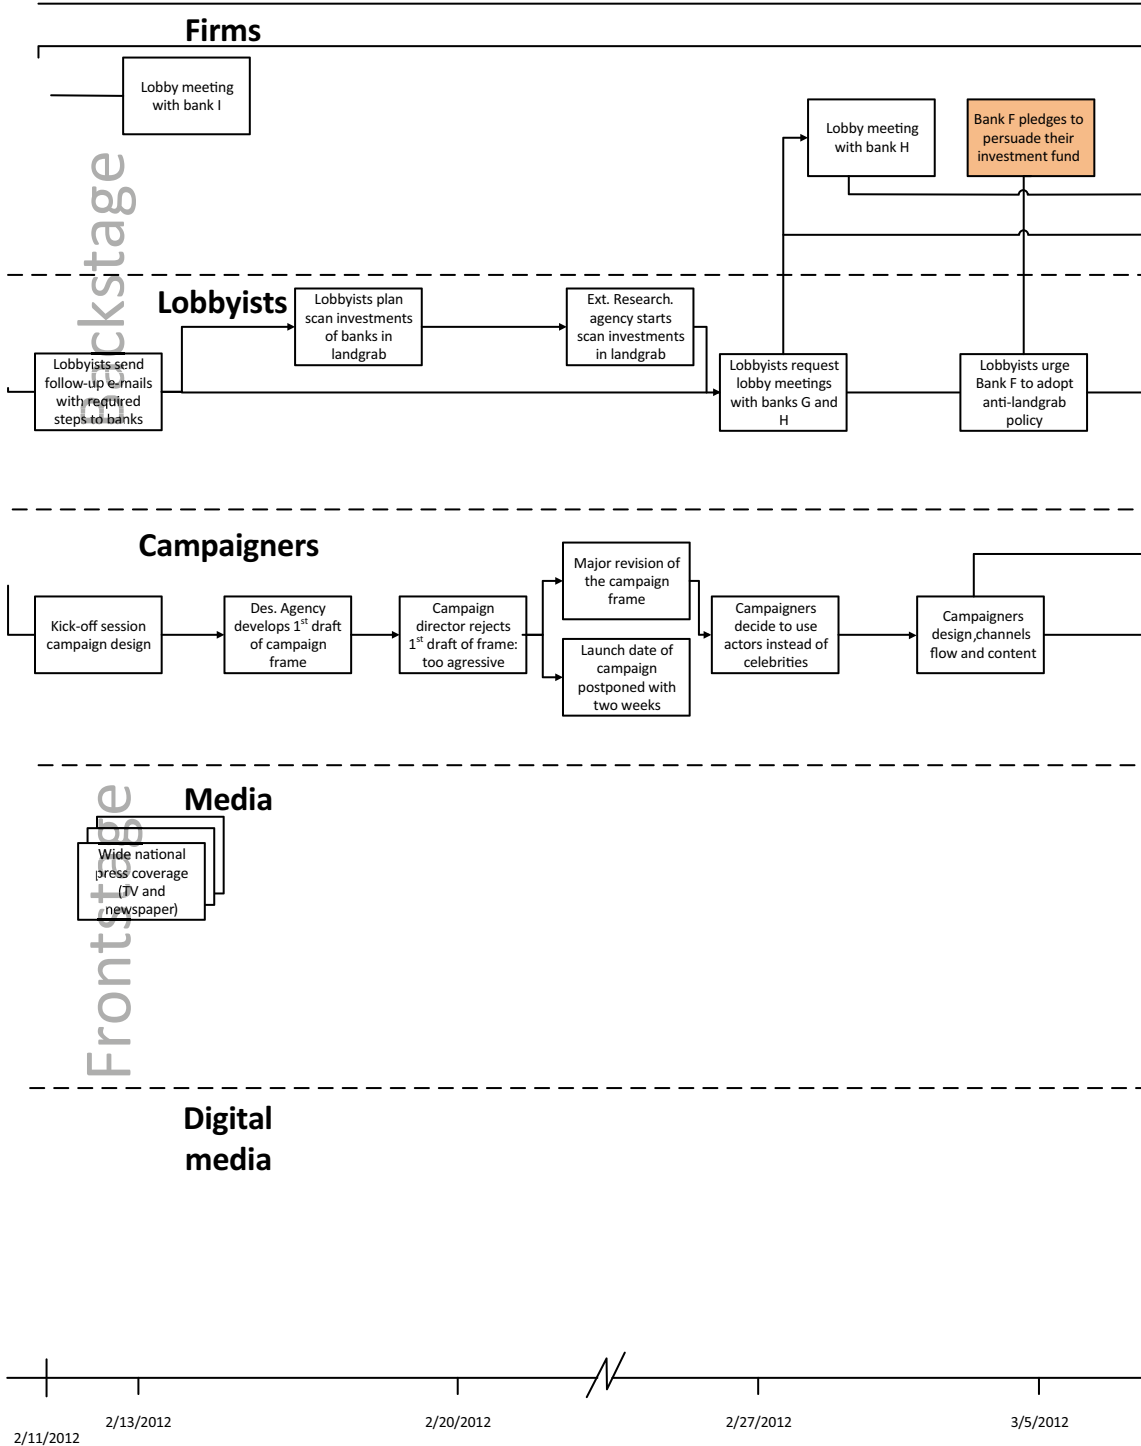 Firms
Lobby meeting
with bank I
Lobby meeting
with bank H
Bank F pledges to
persuade their
investment fund
Backstage
Lobbyists
Lobbyists plan
scan investments
of banks in
landgrab
Ext. Research.
agency starts
scan investments
in landgrab
Lobbyists send
follow-up e-mails
with required
steps to banks
Lobbyists request
lobby meetings
with banks G and
H
Lobbyists urge
Bank F to adopt
anti-landgrab
policy
Campaigners
Kick-off session
campaign design
Des. Agency
develops 1st draft
of campaign
frame
Campaign
director rejects
1st draft of frame:
too agressive
Major revision of
the campaign
frame
Launch date of
campaign
postponed with
two weeks
Campaigners
decide to use
actors instead of
celebrities
Campaigners
design,channels
flow and content
Frontstage
Media
Wide national
press coverage
(TV and
newspaper)
Digital
media
2/11/2012
2/13/2012
2/20/2012
2/27/2012
3/5/2012